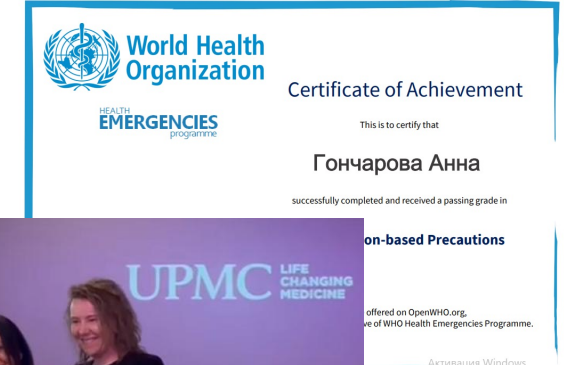 World Health
Organization
HEALTH
EMERGENCIES
programme
Certificate of Achievement
This is to certify that
Гончарова Анна
successfully completed and received a passing grade in
on-based Precautions
offered on OpenWHO.org,
ve of WHO Health Emergencies Programme.
UPMC LIFE
CHANGING
MEDICINE
Активация Windows